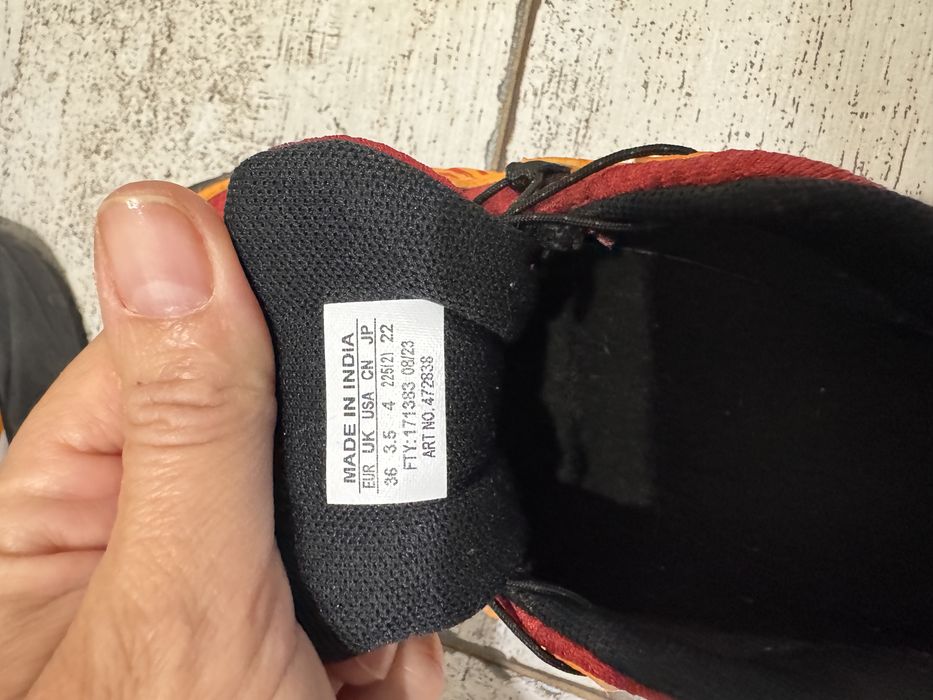 MADE IN INDIA
EUR UK USA CN JP
36 3.5 4 225(2) 22
FTY: 171383 08/23
ART NO. 472838